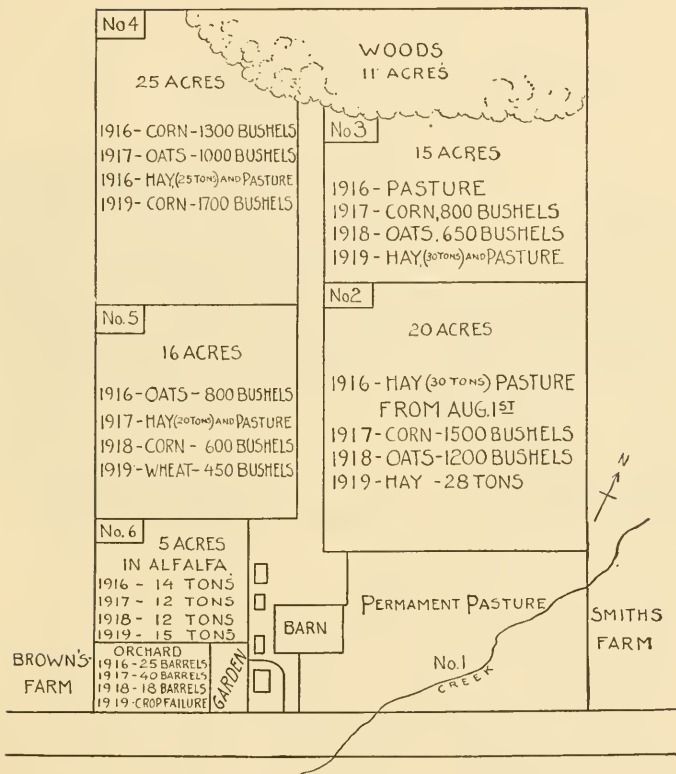 No 4
25 ACRES
1916 - CORN - 1300 BUSHELS
1917 - OATS - 1000 BUSHELS
1916 - HAY, (25 TONS) AND PASTURE
1919 - CORN - 1700 BUSHELS
WOODS
11 ACRES
No 3
15 ACRES
1916 - PASTURE
1917 - CORN, 800 BUSHELS
1918 - OATS, 650 BUSHELS
1919 - HAY, (30 TONS) AND PASTURE
No. 5
16 ACRES
1916 - OATS - 800 BUSHELS
1917 - HAY (20 TONS) AND PASTURE
1918 - CORN - 600 BUSHELS
1919 - WHEAT - 450 BUSHELS
No 2
20 ACRES
1916 - HAY (30 TONS) PASTURE
FROM AUG. 1ST
1917 - CORN - 1500 BUSHELS
1918 - OATS - 1200 BUSHELS
1919 - HAY - 28 TONS
N
No. 6
5 ACRES
IN ALFALFA
1916 - 14 TONS
1917 - 12 TONS
1918 - 12 TONS
1919 - 15 TONS
BARN
PERMAMENT PASTURE
No. 1
CREEK
SMITHS
FARM
BROWN'S
FARM
ORCHARD
1916 - 25 BARRELS
1917 - 40 BARRELS
1918 - 18 BARRELS
1919 - CROP FAILURE
GARDEN